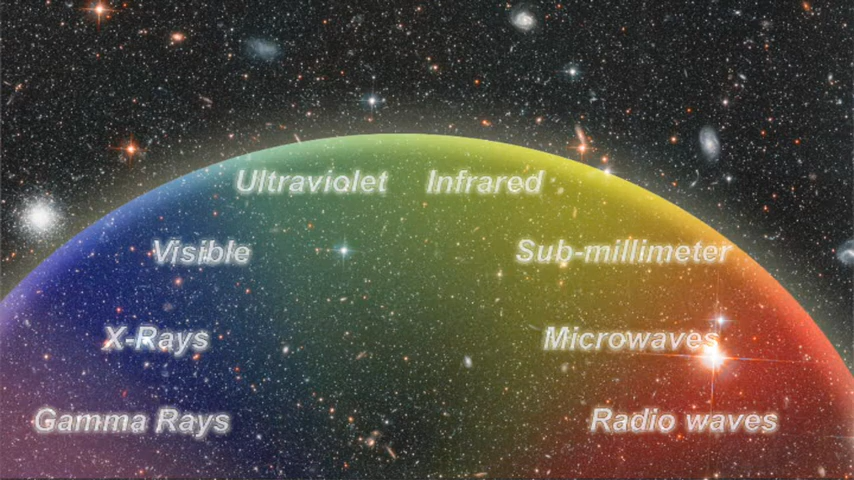 Ultraviolet Infrared
Visible Sub-millimeter
X-Rays Microwaves
Gamma Rays Radio waves